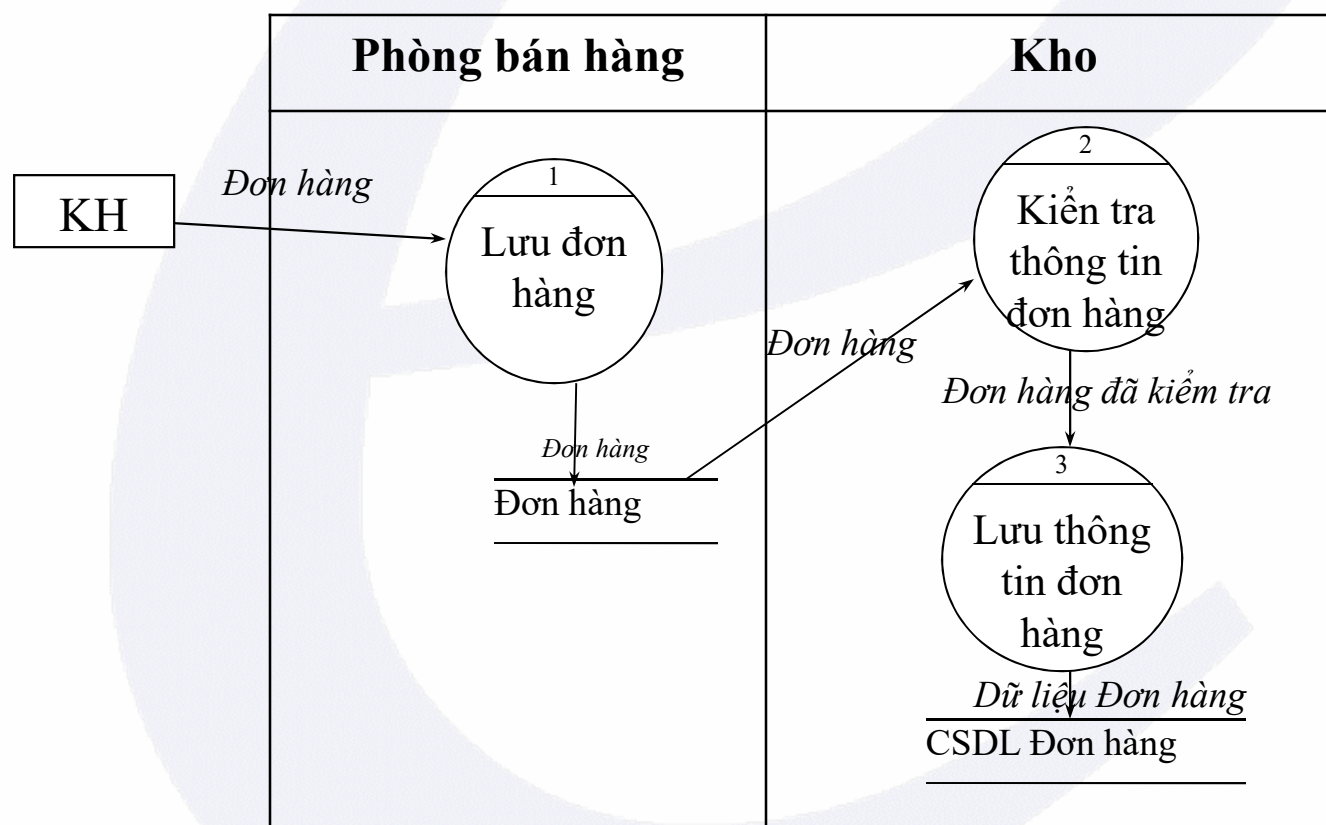 Phòng bán hàng
Kho
KH
Đơn hàng
1
Lưu đơn
hàng
2
Kiển tra
thông tin
đơn hàng
Đơn hàng
Đơn hàng đã kiểm tra
Đơn hàng
Đơn hàng
3
Lưu thông
tin đơn
hàng
Dữ liệu Đơn hàng
CSDL Đơn hàng